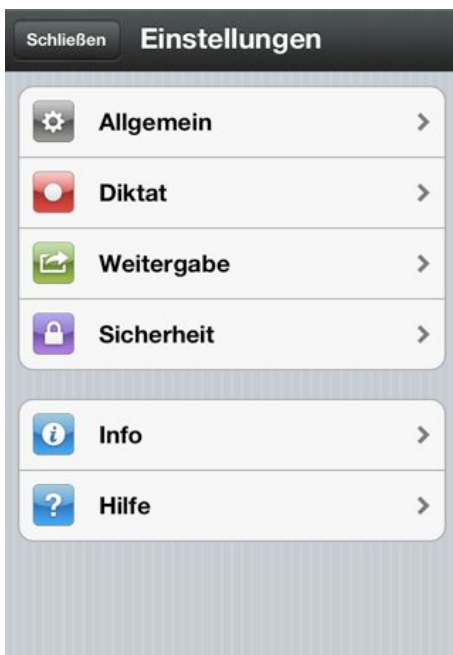 Schließen Einstellungen
Allgemein
Diktat
Weitergabe
Sicherheit
Info
Hilfe